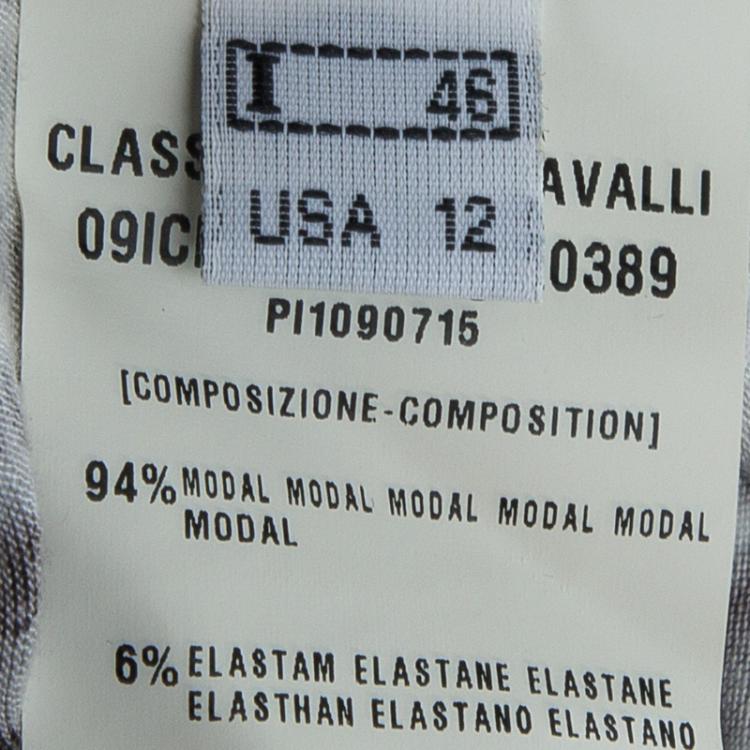 I 46
USA 12
CLASS AVALLI
09IC 0389
PI1090715
[COMPOSIZIONE-COMPOSITION]
94% MODAL MODAL MODAL MODAL MODAL
MODAL
6% ELASTAM ELASTANE ELASTANE
ELASTHAN ELASTANO ELASTANO